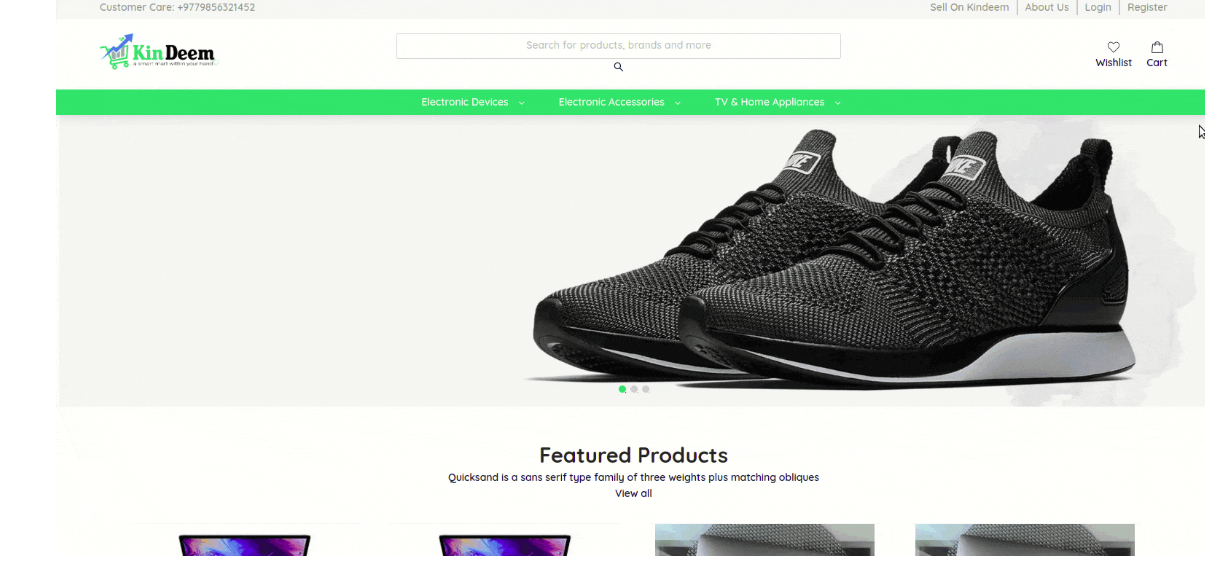 Customer Care: +9779856321452
Sell On Kindeem
About Us
Login
Register
KinDeem
a smart mart within your hand
Search for products, brands and more
Wishlist
Cart
Electronic Devices
Electronic Accessories
TV & Home Appliances
NIKE
Featured Products
Quicksand is a sans serif type family of three weights plus matching obliques
View all